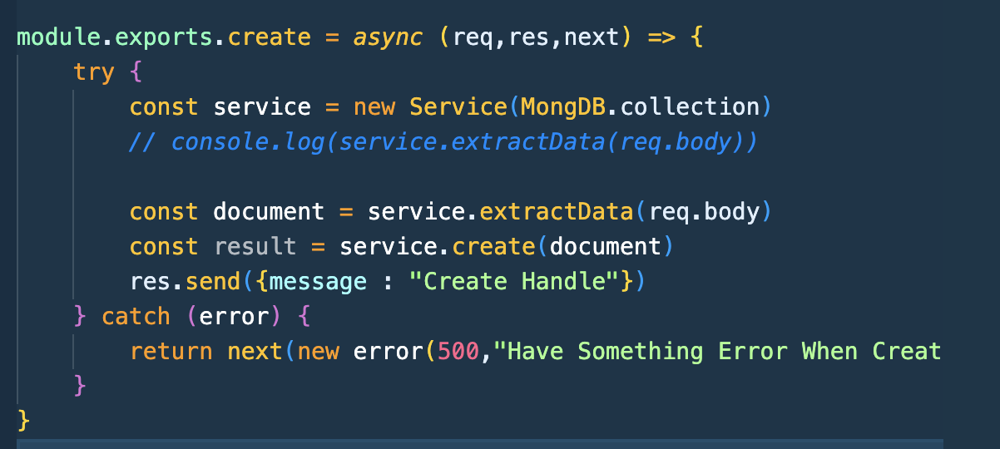 module.exports.create = async (req,res,next) => {
try {
const service = new Service(MongDB.collection)
// console.log(service.extractData(req.body))
const document = service.extractData(req.body)
const result = service.create(document)
res.send({message : "Create Handle"})
} catch (error) {
return next(new error(500,"Have Something Error When Creat
}
}